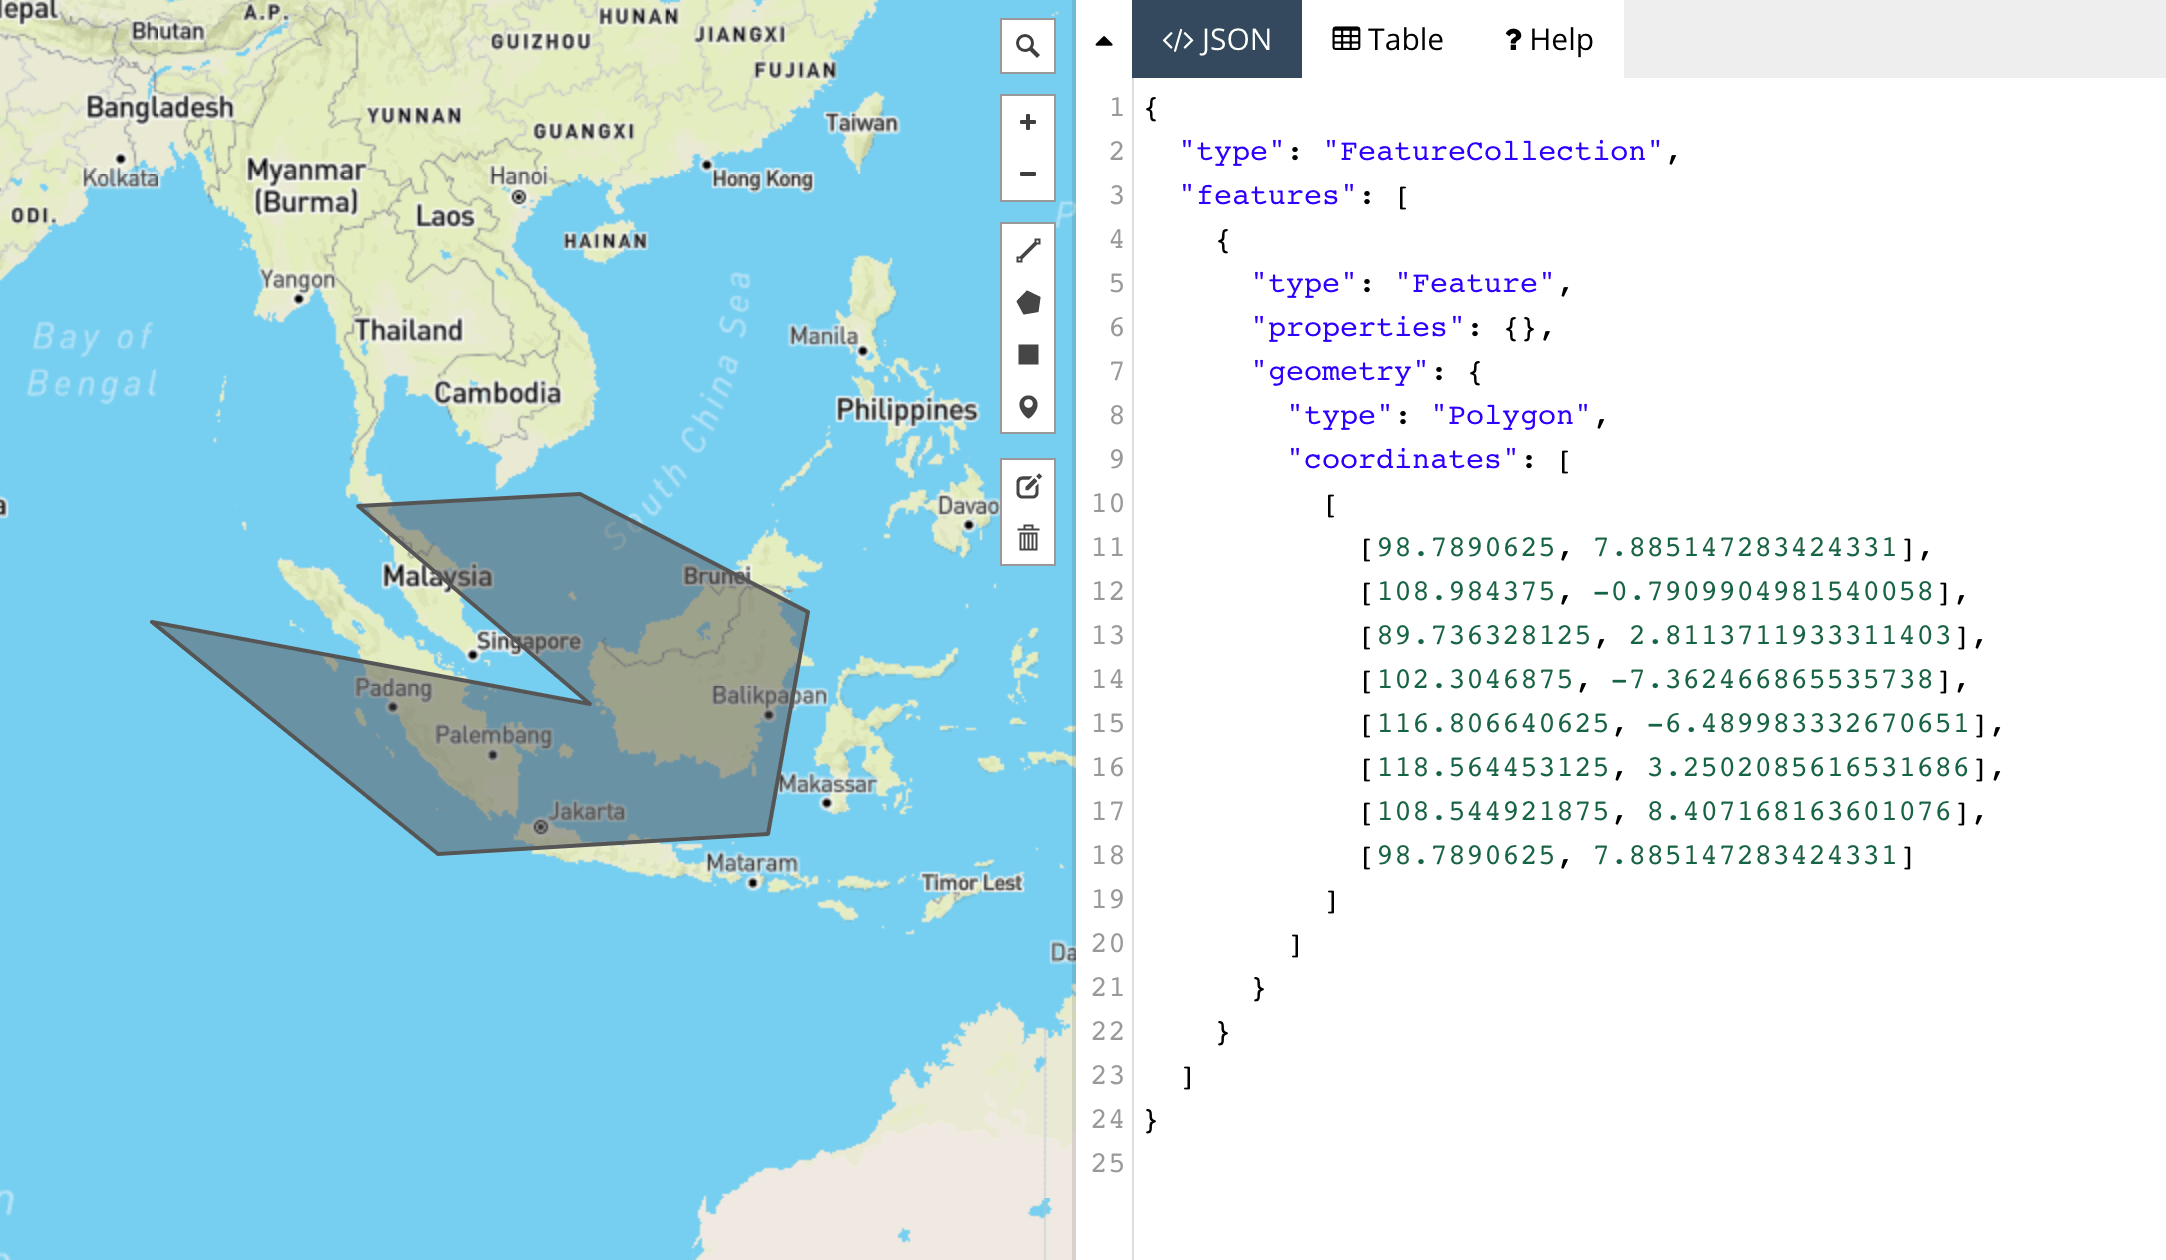 epal
A.P.
HUNAN
Bhutan
GUIZHOU
JIANGXI
FUJIAN
Bangladesh
YUNNAN
GUANGXI
Taiwan
Kolkata
Myanmar
(Burma)
Hanoi
Hong Kong
ODI.
Laos
HAINAN
Yangon
Bay of
Bengal
Thailand
South China Sea
Manila
Cambodia
Philippines
Davao
Malaysia
Brunei
Singapore
Padang
Balikpapan
Palembang
Makassar
Jakarta
Mataram
Timor Lest
Da
</> JSON
Table
? Help
1 {
2 "type": "FeatureCollection",
3 "features": [
4 {
5 "type": "Feature",
6 "properties": {},
7 "geometry": {
8 "type": "Polygon",
9 "coordinates": [
10 [
11 [98.7890625, 7.885147283424331],
12 [108.984375, -0.7909904981540058],
13 [89.736328125, 2.8113711933311403],
14 [102.3046875, -7.362466865535738],
15 [116.806640625, -6.489983332670651],
16 [118.564453125, 3.2502085616531686],
17 [108.544921875, 8.407168163601076],
18 [98.7890625, 7.885147283424331]
19 ]
20 ]
21 }
22 }
23 ]
24 }
25